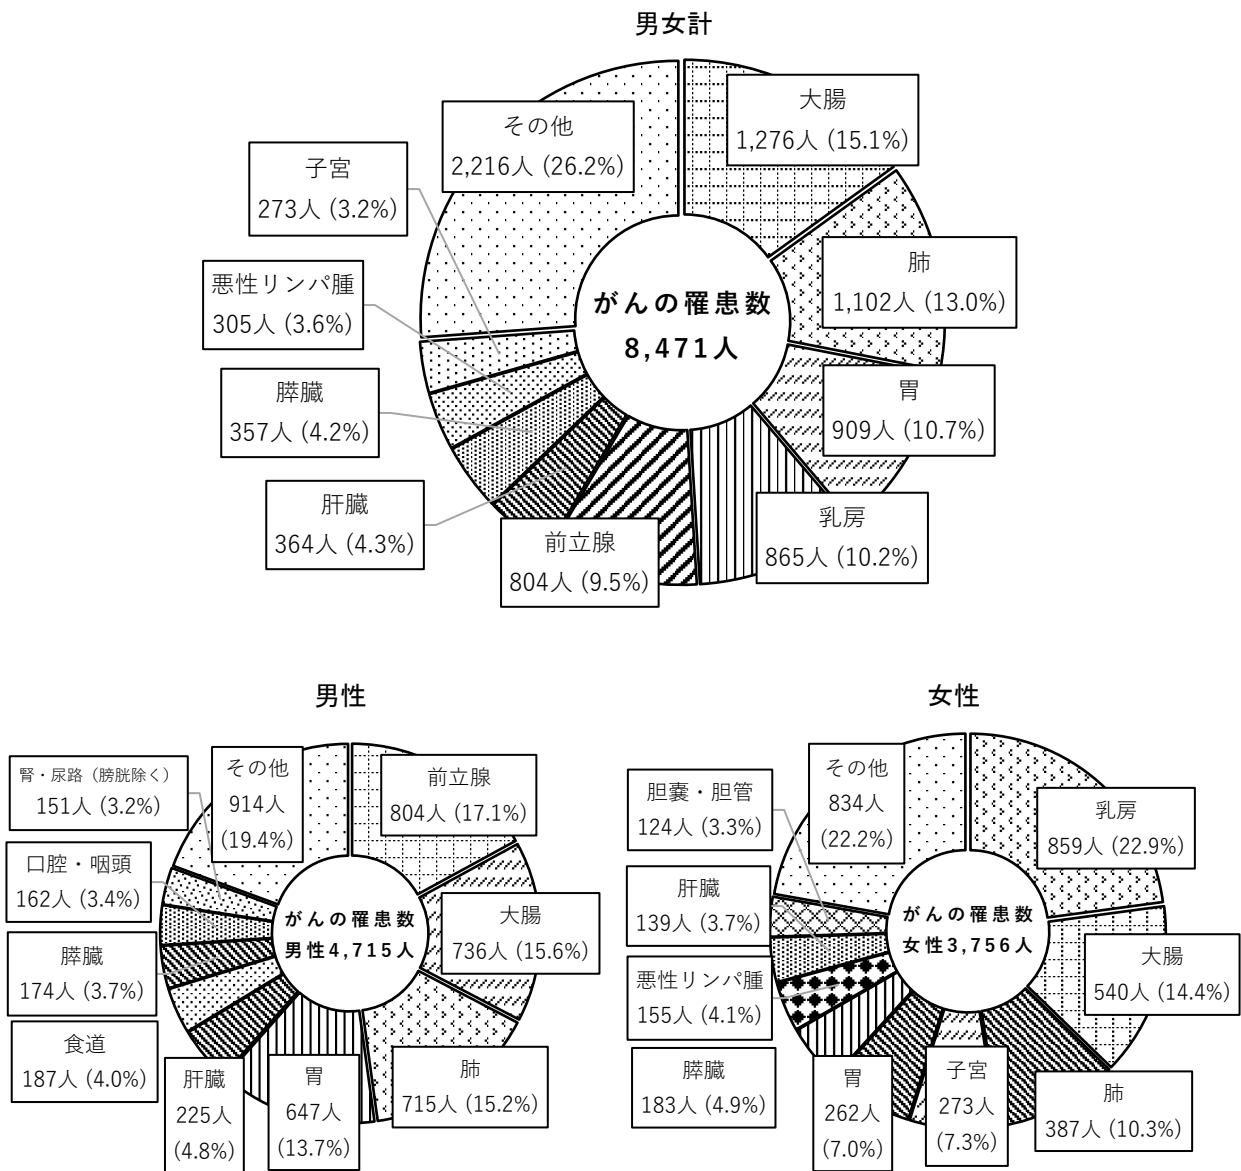 男女計
大腸
1,276人 (15.1%)
肺
1,102人 (13.0%)
胃
909人 (10.7%)
乳房
865人 (10.2%)
前立腺
804人 (9.5%)
肝臓
364人 (4.3%)
膵臓
357人 (4.2%)
悪性リンパ腫
305人 (3.6%)
子宮
273人 (3.2%)
その他
2,216人 (26.2%)
がんの罹患数
8,471人
男性
前立腺
804人 (17.1%)
大腸
736人 (15.6%)
肺
715人 (15.2%)
胃
647人
(13.7%)
肝臓
225人
(4.8%)
食道
187人 (4.0%)
膵臓
174人 (3.7%)
口腔・咽頭
162人 (3.4%)
腎・尿路（膀胱除く）
151人 (3.2%)
その他
914人
(19.4%)
がんの罹患数
男性4,715人
女性
乳房
859人 (22.9%)
大腸
540人 (14.4%)
肺
387人 (10.3%)
子宮
273人
(7.3%)
胃
262人
(7.0%)
膵臓
183人 (4.9%)
悪性リンパ腫
155人 (4.1%)
肝臓
139人 (3.7%)
胆嚢・胆管
124人 (3.3%)
その他
834人
(22.2%)
がんの罹患数
女性3,756人